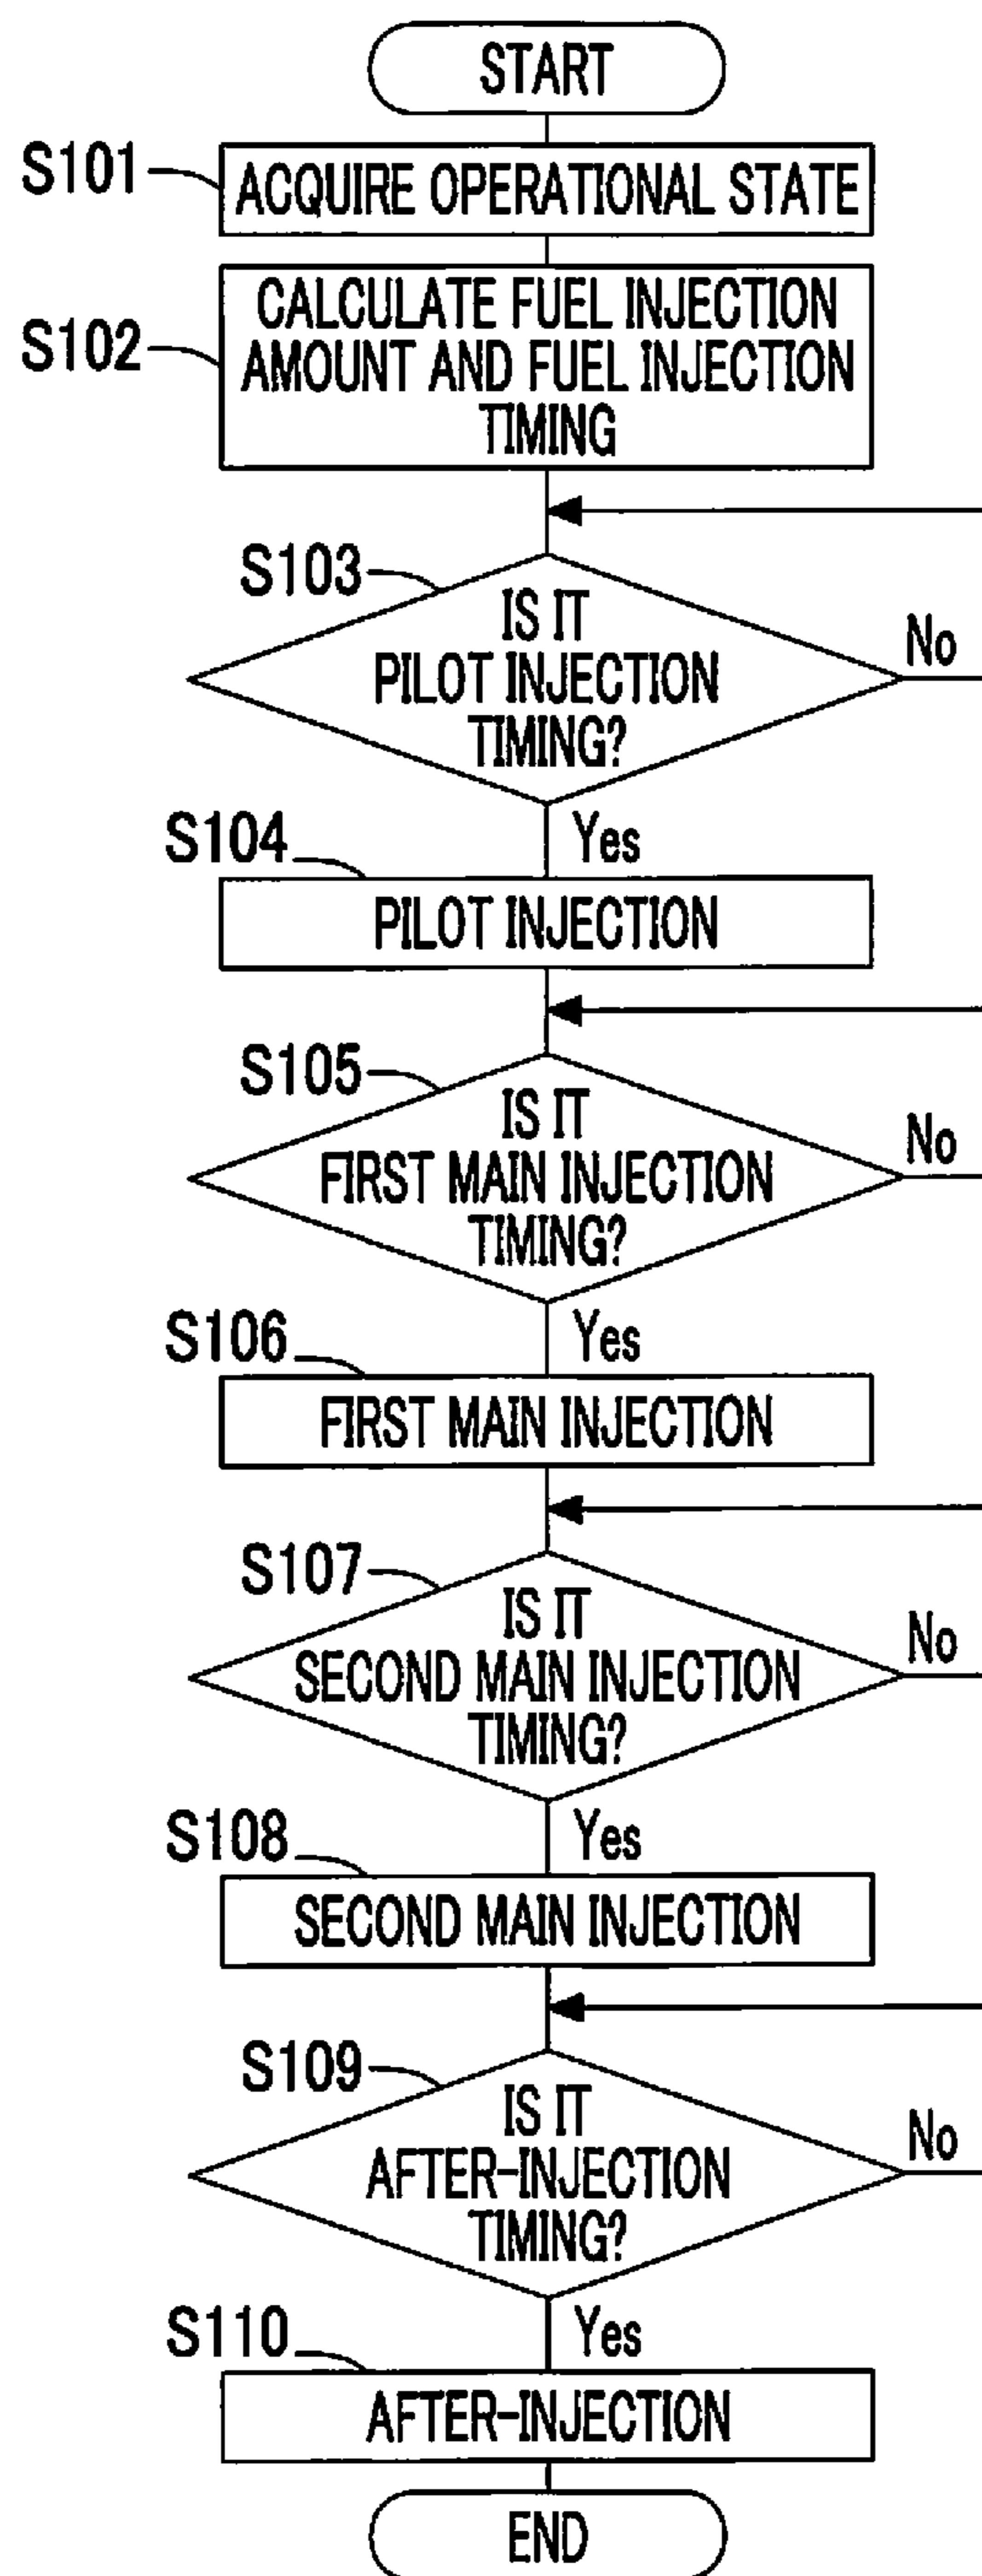 START
S101
ACQUIRE OPERATIONAL STATE
S102
CALCULATE FUEL INJECTION
AMOUNT AND FUEL INJECTION
TIMING
S103
IS IT
PILOT INJECTION
TIMING?
No
Yes
S104
PILOT INJECTION
S105
IS IT
FIRST MAIN INJECTION
TIMING?
No
Yes
S106
FIRST MAIN INJECTION
S107
IS IT
SECOND MAIN INJECTION
TIMING?
No
Yes
S108
SECOND MAIN INJECTION
S109
IS IT
AFTER-INJECTION
TIMING?
No
Yes
S110
AFTER-INJECTION
END